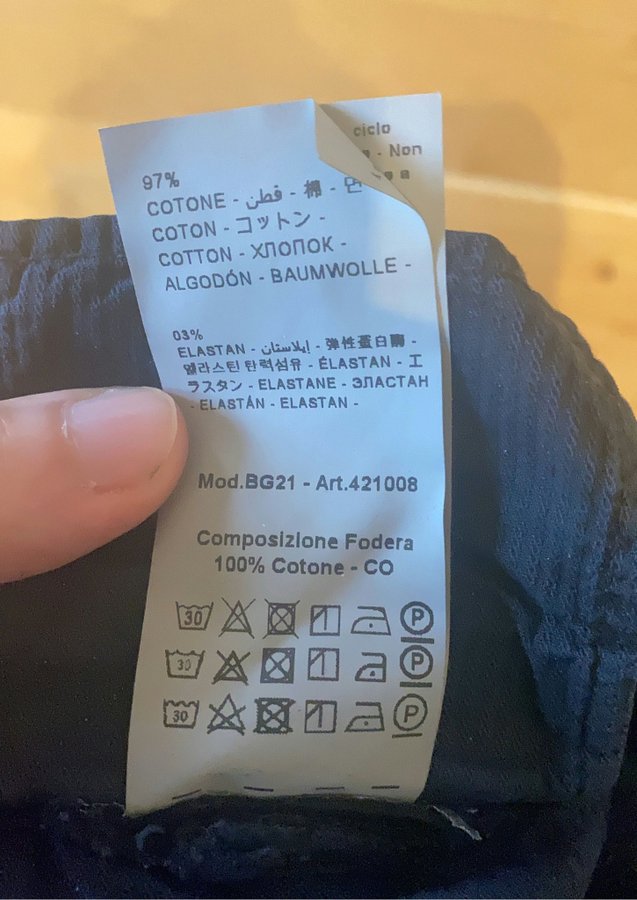 ciclo
- Non
a
97%
COTONE - قطن - 棉 - 면
COTON - コットン -
COTTON - ХЛОПОК -
ALGODÓN - BAUMWOLLE -
03%
ELASTAN - إيلاستان - 弹性蛋白酶 -
엘라스틴 탄력섬유 - ÉLASTAN - エ
ラスタン - ELASTANE - ЭЛАСТАН
- ELASTÁN - ELASTAN -
Mod.BG21 - Art.421008
Composizione Fodera
100% Cotone - CO
30 P
30 P
30 P